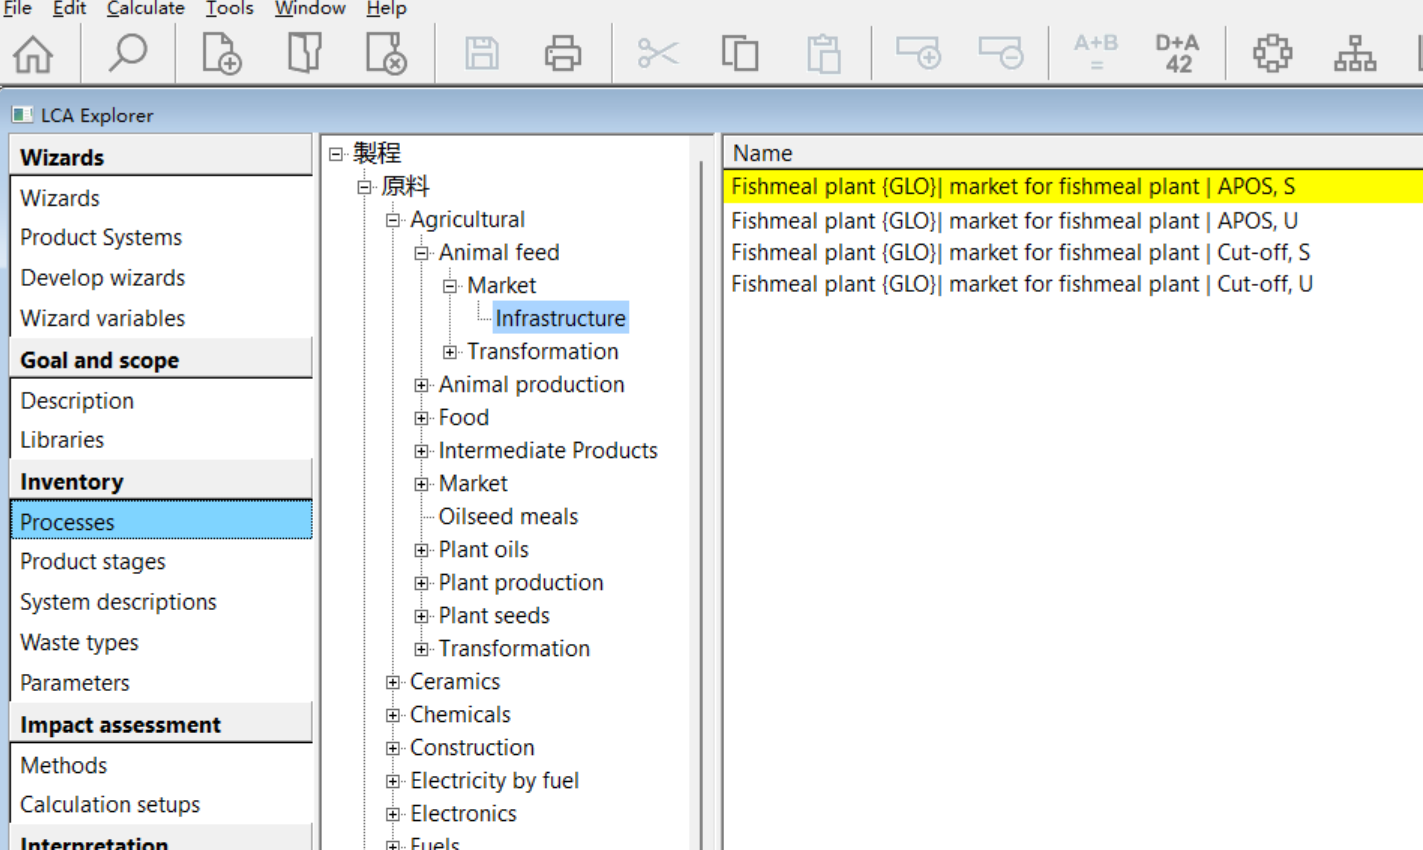 File Edit Calculate Tools Window Help
A+B
=
D+A
42
LCA Explorer
Wizards
Wizards
Product Systems
Develop wizards
Wizard variables
Goal and scope
Description
Libraries
Inventory
Processes
Product stages
System descriptions
Waste types
Parameters
Impact assessment
Methods
Calculation setups
Interpretation
製程
原料
Agricultural
Animal feed
Market
Infrastructure
Transformation
Animal production
Food
Intermediate Products
Market
Oilseed meals
Plant oils
Plant production
Plant seeds
Transformation
Ceramics
Chemicals
Construction
Electricity by fuel
Electronics
Fuels
Name
Fishmeal plant {GLO}| market for fishmeal plant | APOS, S
Fishmeal plant {GLO}| market for fishmeal plant | APOS, U
Fishmeal plant {GLO}| market for fishmeal plant | Cut-off, S
Fishmeal plant {GLO}| market for fishmeal plant | Cut-off, U